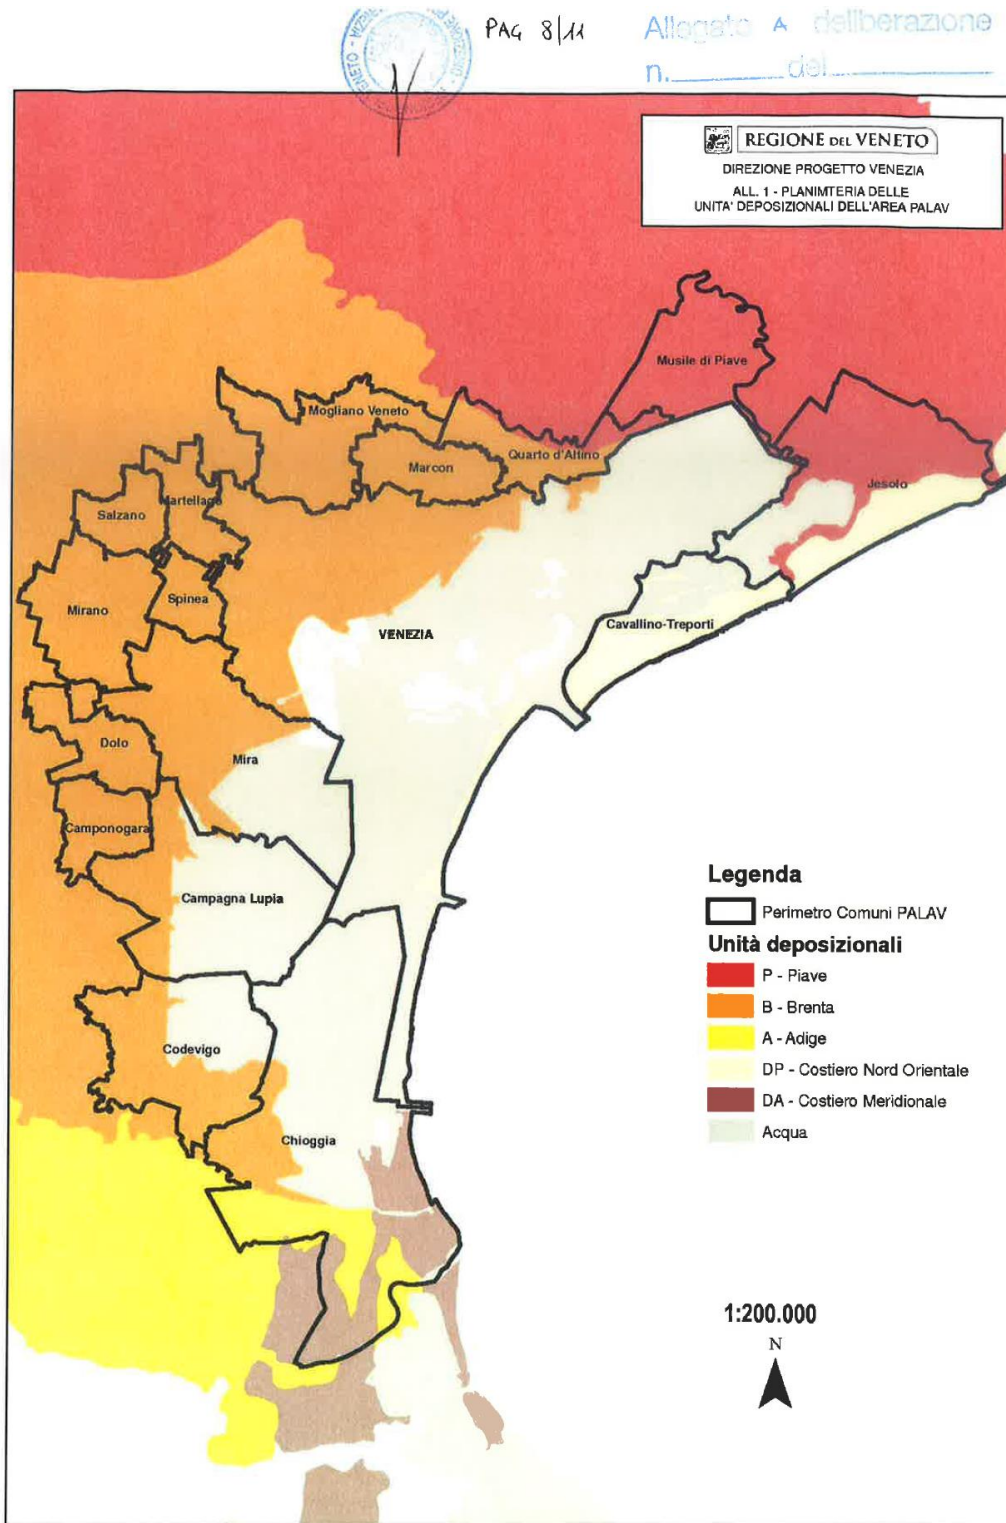 PAG 8/11
Allegato A deliberazione
n.________ del________
VENETO
REGIONE DEL VENETO
DIREZIONE PROGETTO VENEZIA
ALL. 1 - PLANIMTERIA DELLE
UNITA' DEPOSIZIONALI DELL'AREA PALAV
Musile di Piave
Mogliano Veneto
Quarto d'Altino
Marcon
Jesolo
Martellago
Salzano
Spinea
Mirano
Cavallino-Treporti
VENEZIA
Dolo
Mira
Camponogara
Campagna Lupia
Codevigo
Chioggia
Legenda
Perimetro Comuni PALAV
Unità deposizionali
P - Piave
B - Brenta
A - Adige
DP - Costiero Nord Orientale
DA - Costiero Meridionale
Acqua
1:200.000
N